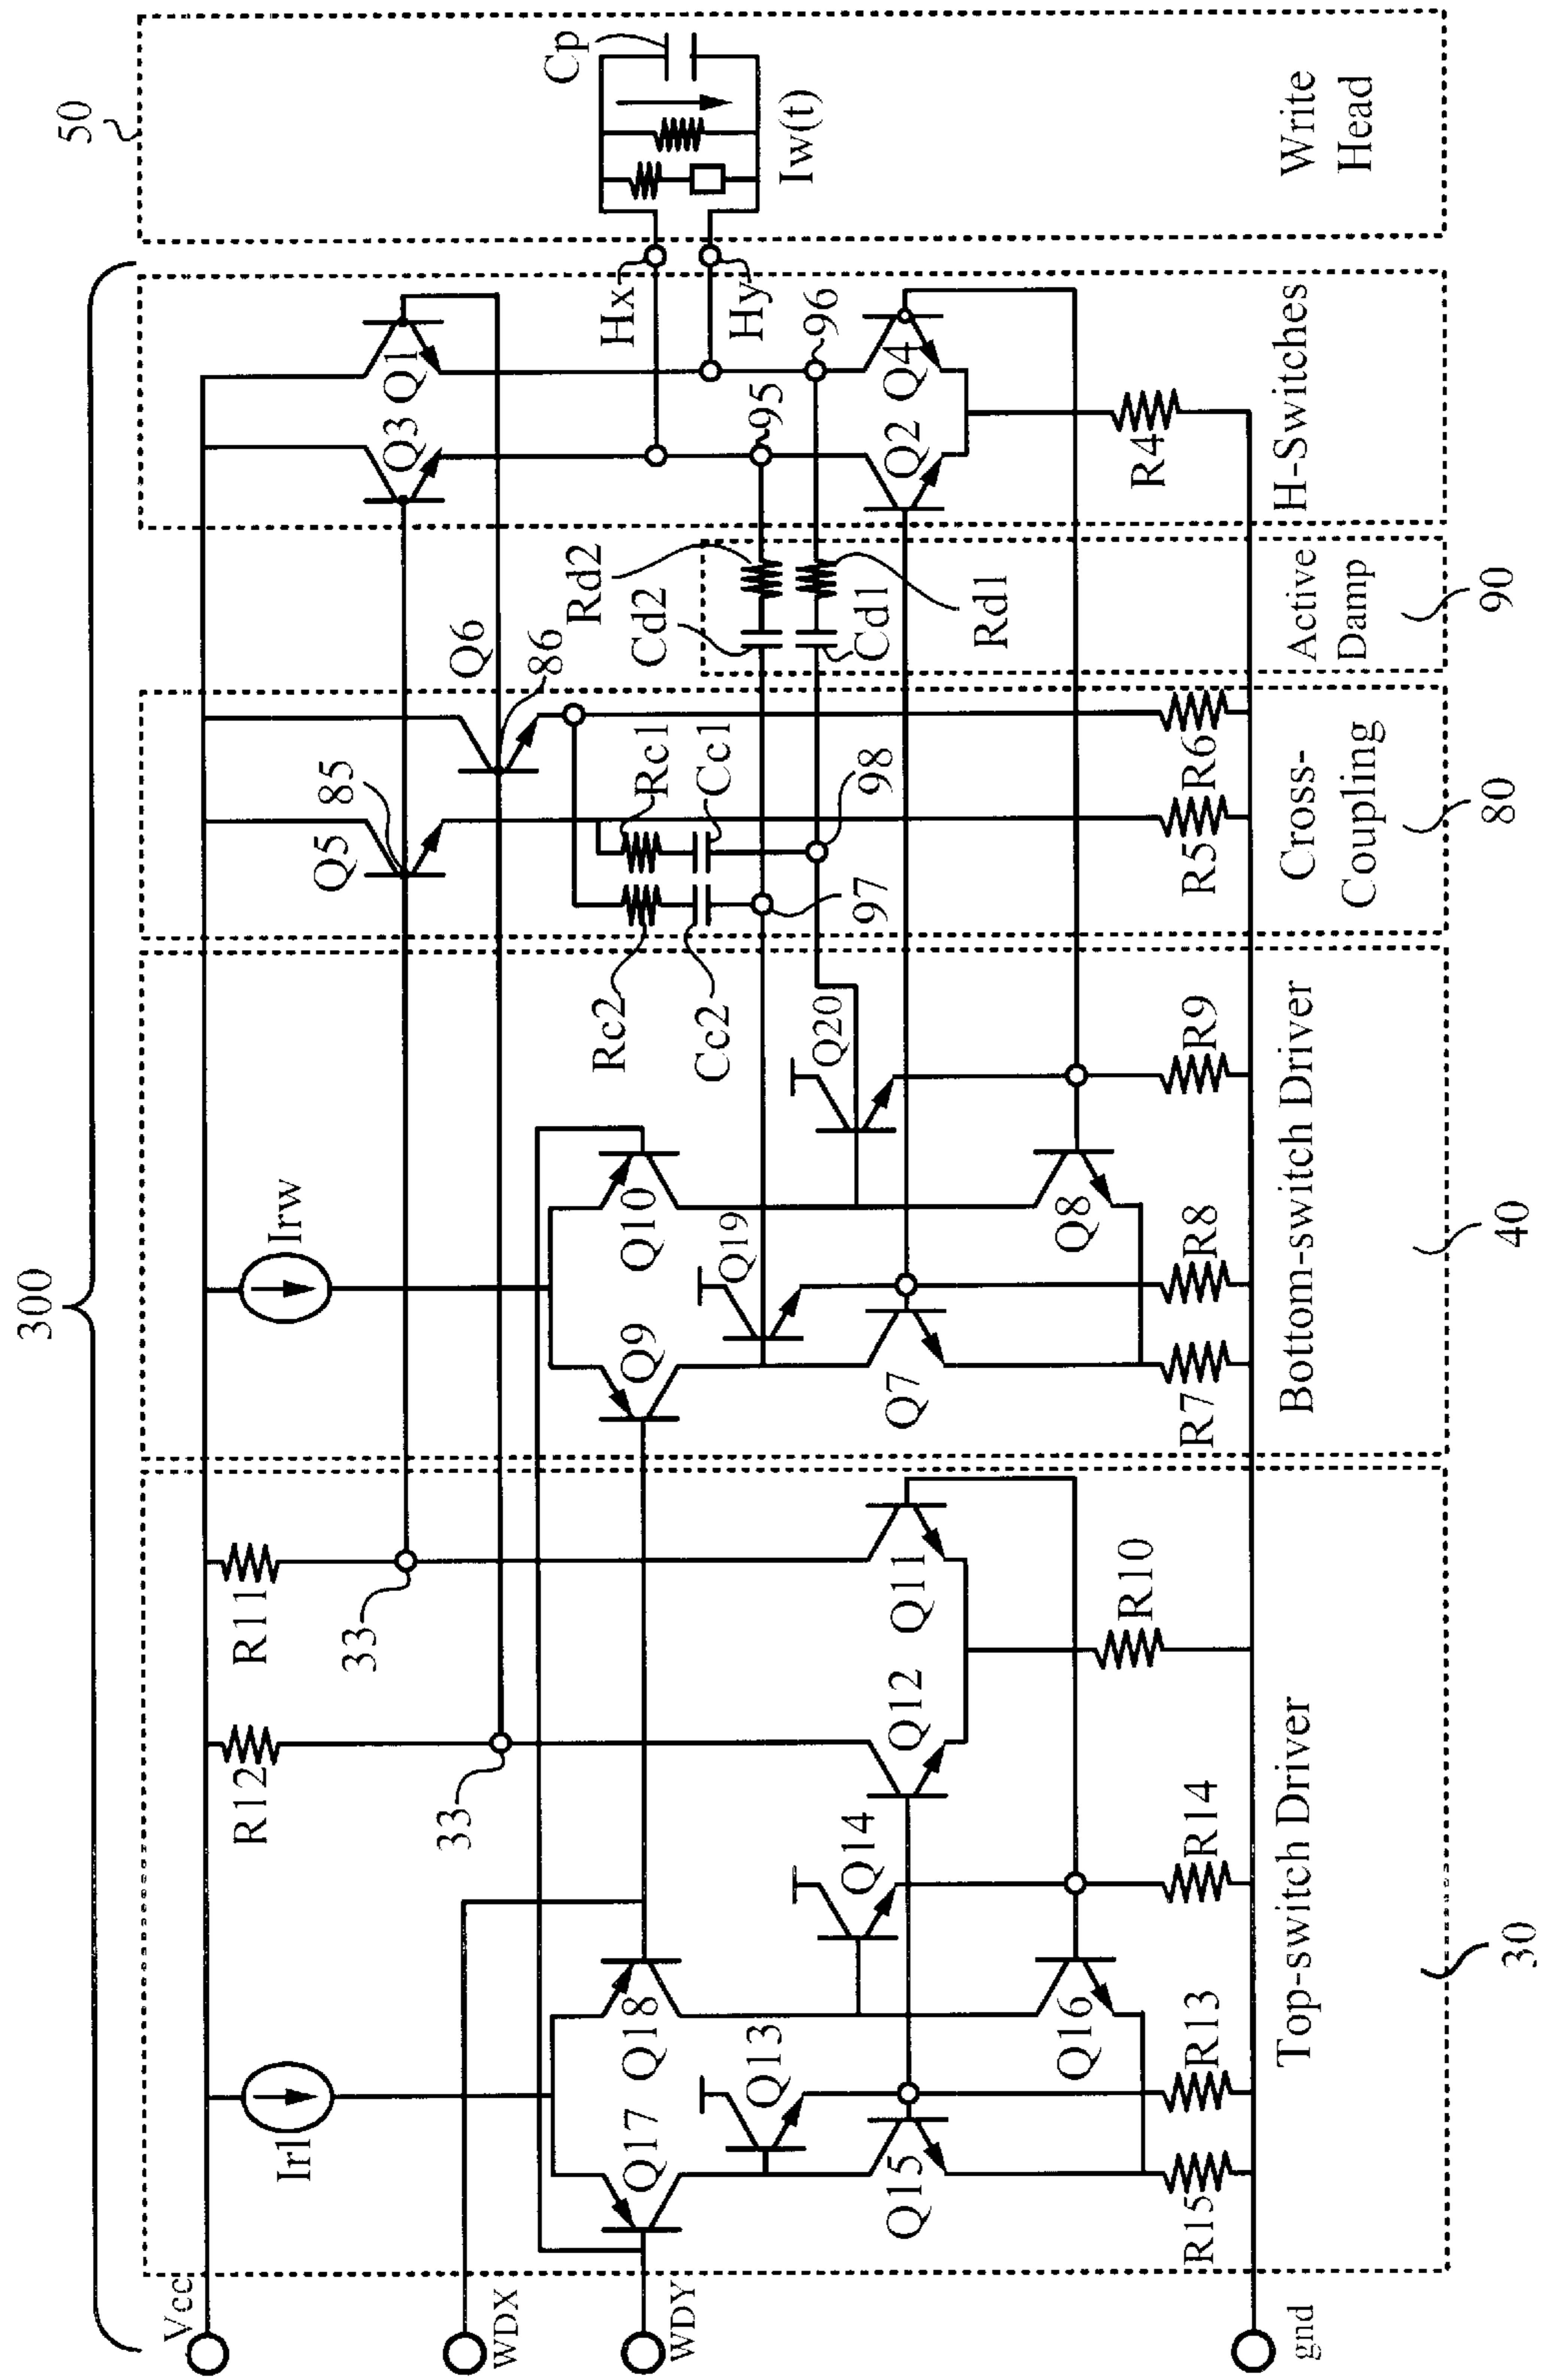 300
50
Vcc
WDX
WDY
gnd
Ir1
R12
R11
33
33
Q17
Q18
Q13
Q14
Q15
Q16
Q12
Q11
R15
R13
R14
R10
Top-switch Driver
30
Irw
Q9
Q10
Q19
Q20
Q7
Q8
R7
R8
R9
Bottom-switch Driver
40
Q5
85
Q6
86
Rc2
Cc2
Rc1
Cc1
97
98
R5
R6
Cross-
Coupling
80
Rd2
Cd2
Cd1
Rd1
Active
Damp
90
Q3
Q1
Hx
Hy
95
96
Q2
Q4
R4
H-Switches
Cp
Iw(t)
Write
Head